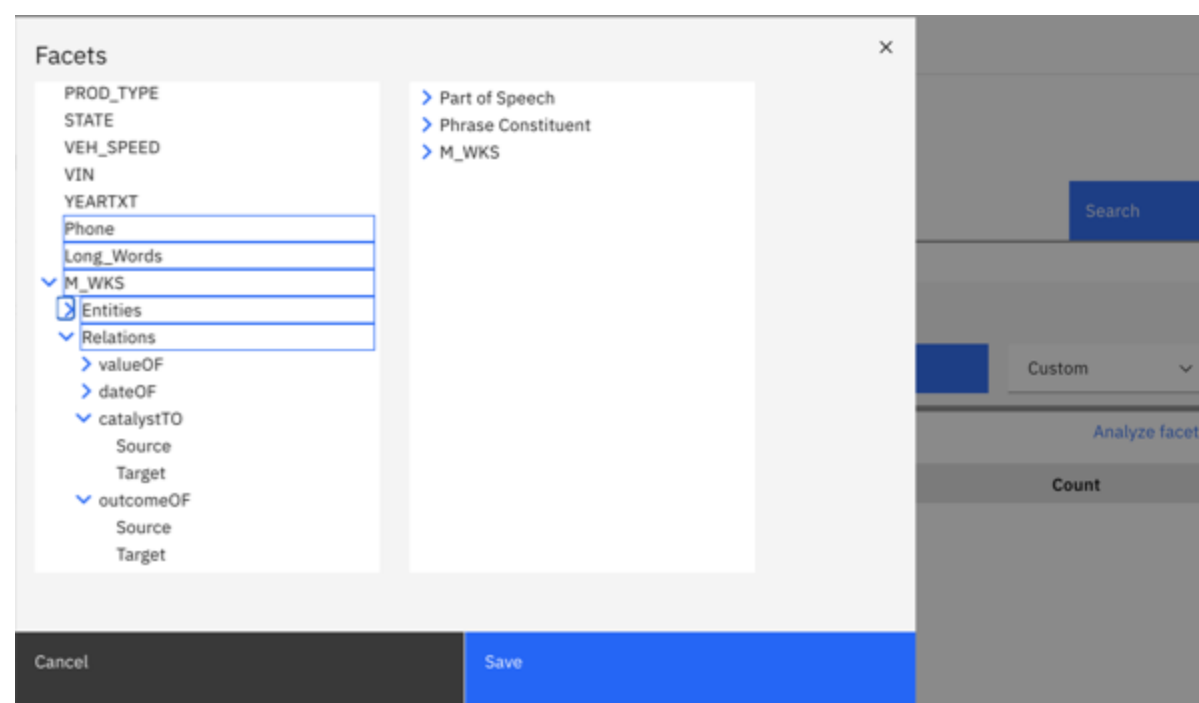 Facets
PROD_TYPE
STATE
VEH_SPEED
VIN
YEARTXT
Phone
Long_Words
M_WKS
Entities
Relations
valueOF
dateOF
catalystTO
Source
Target
outcomeOF
Source
Target
Part of Speech
Phrase Constituent
M_WKS
Cancel
Save
Search
Custom
Analyze facet
Count